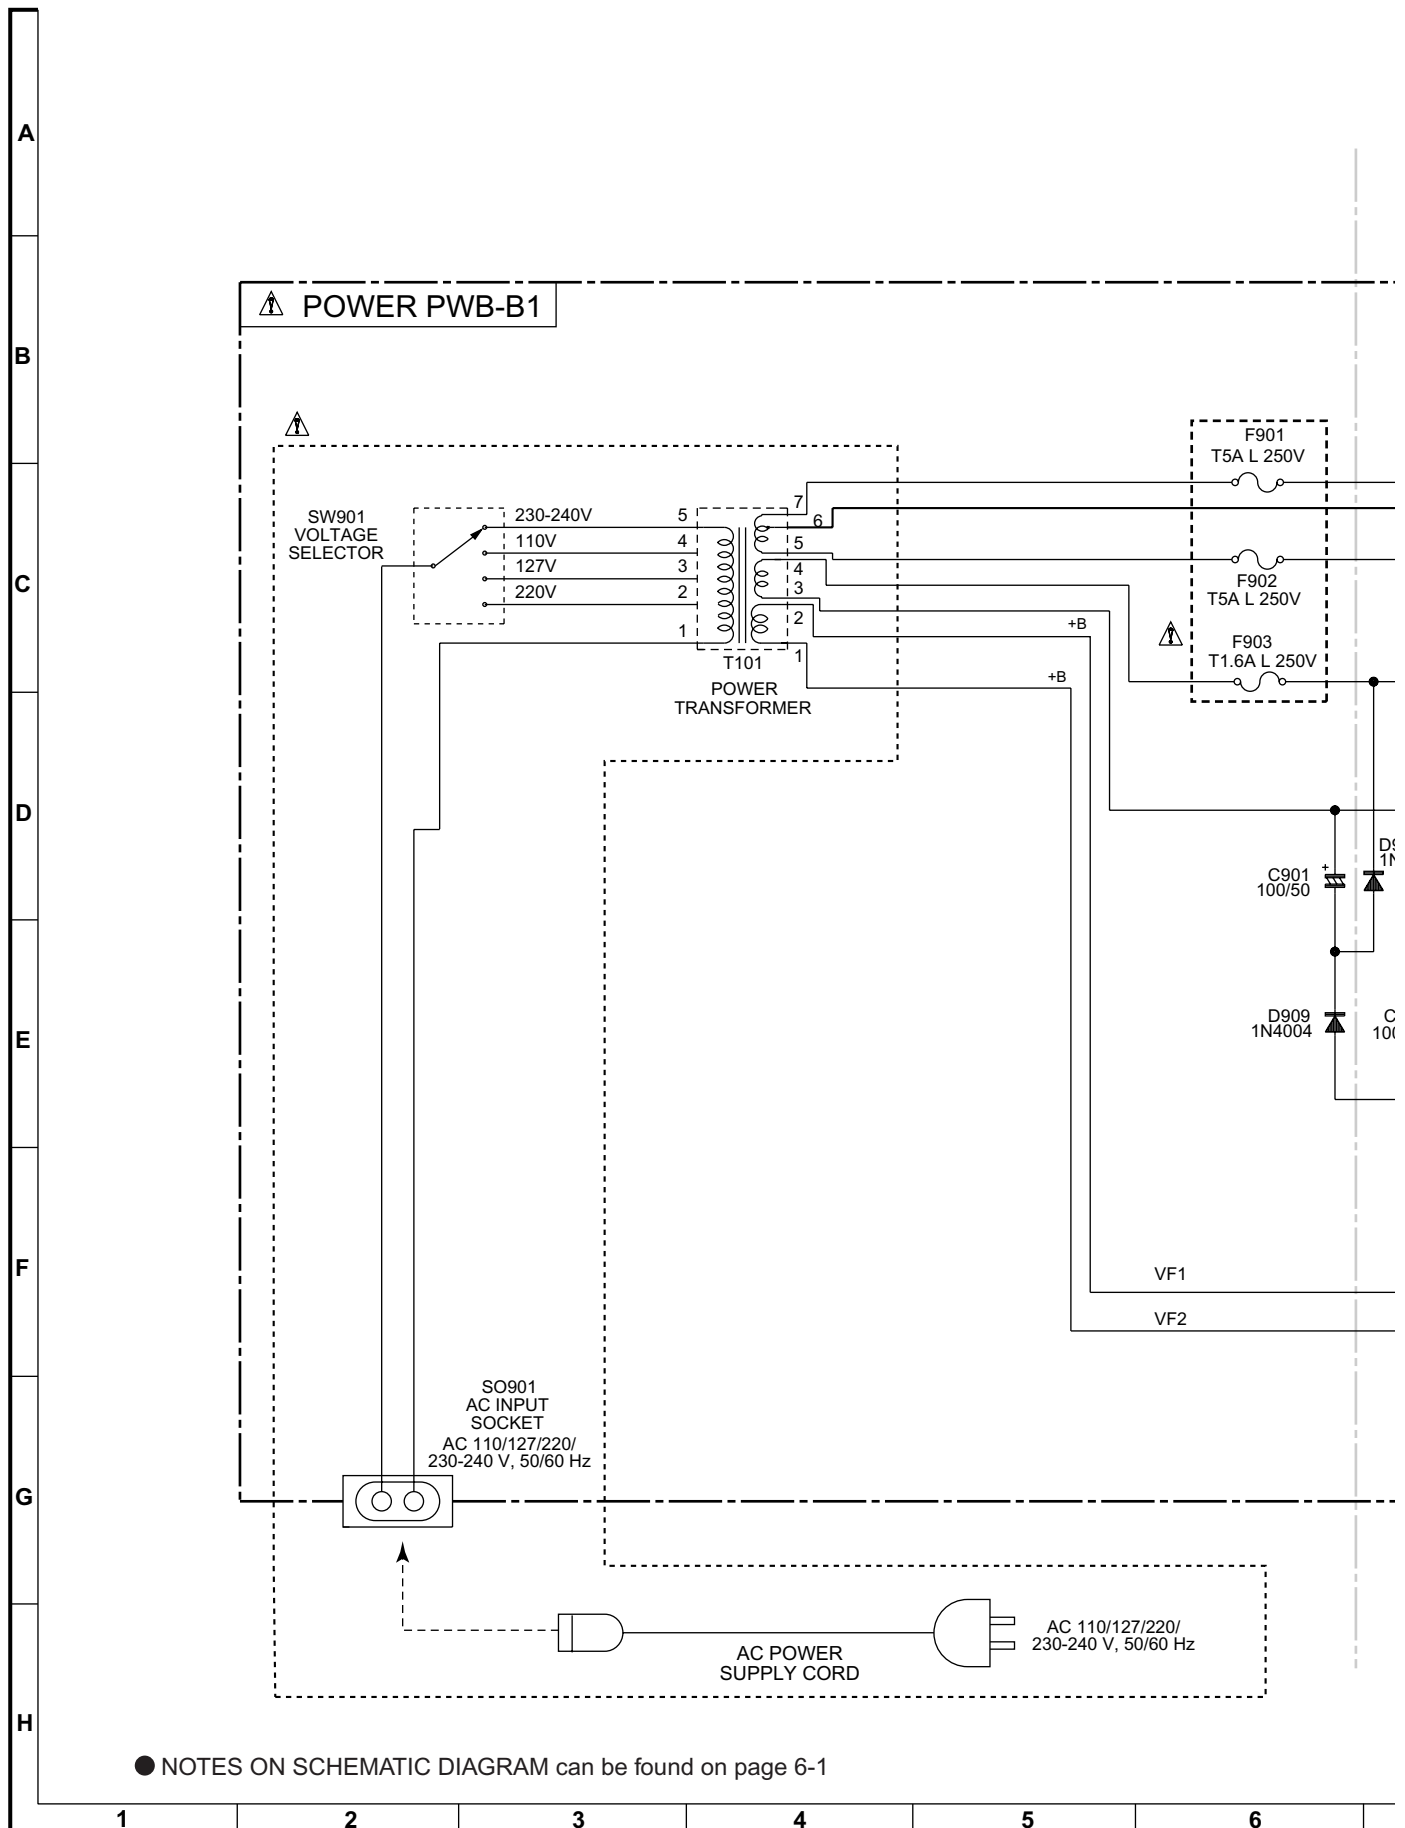 A
B
POWER PWB-B1
F901
T5A L 250V
SW901
VOLTAGE
SELECTOR
230-240V
110V
127V
220V
5
4
3
2
1
7
6
5
4
3
2
1
T101
POWER
TRANSFORMER
C
F902
T5A L 250V
+B
F903
T1.6A L 250V
+B
D
C901
100/50
+
E
D909
1N4004
F
VF1
VF2
SO901
AC INPUT
SOCKET
AC 110/127/220/
230-240 V, 50/60 Hz
G
AC POWER
SUPPLY CORD
AC 110/127/220/
230-240 V, 50/60 Hz
H
NOTES ON SCHEMATIC DIAGRAM can be found on page 6-1
1 2 3 4 5 6